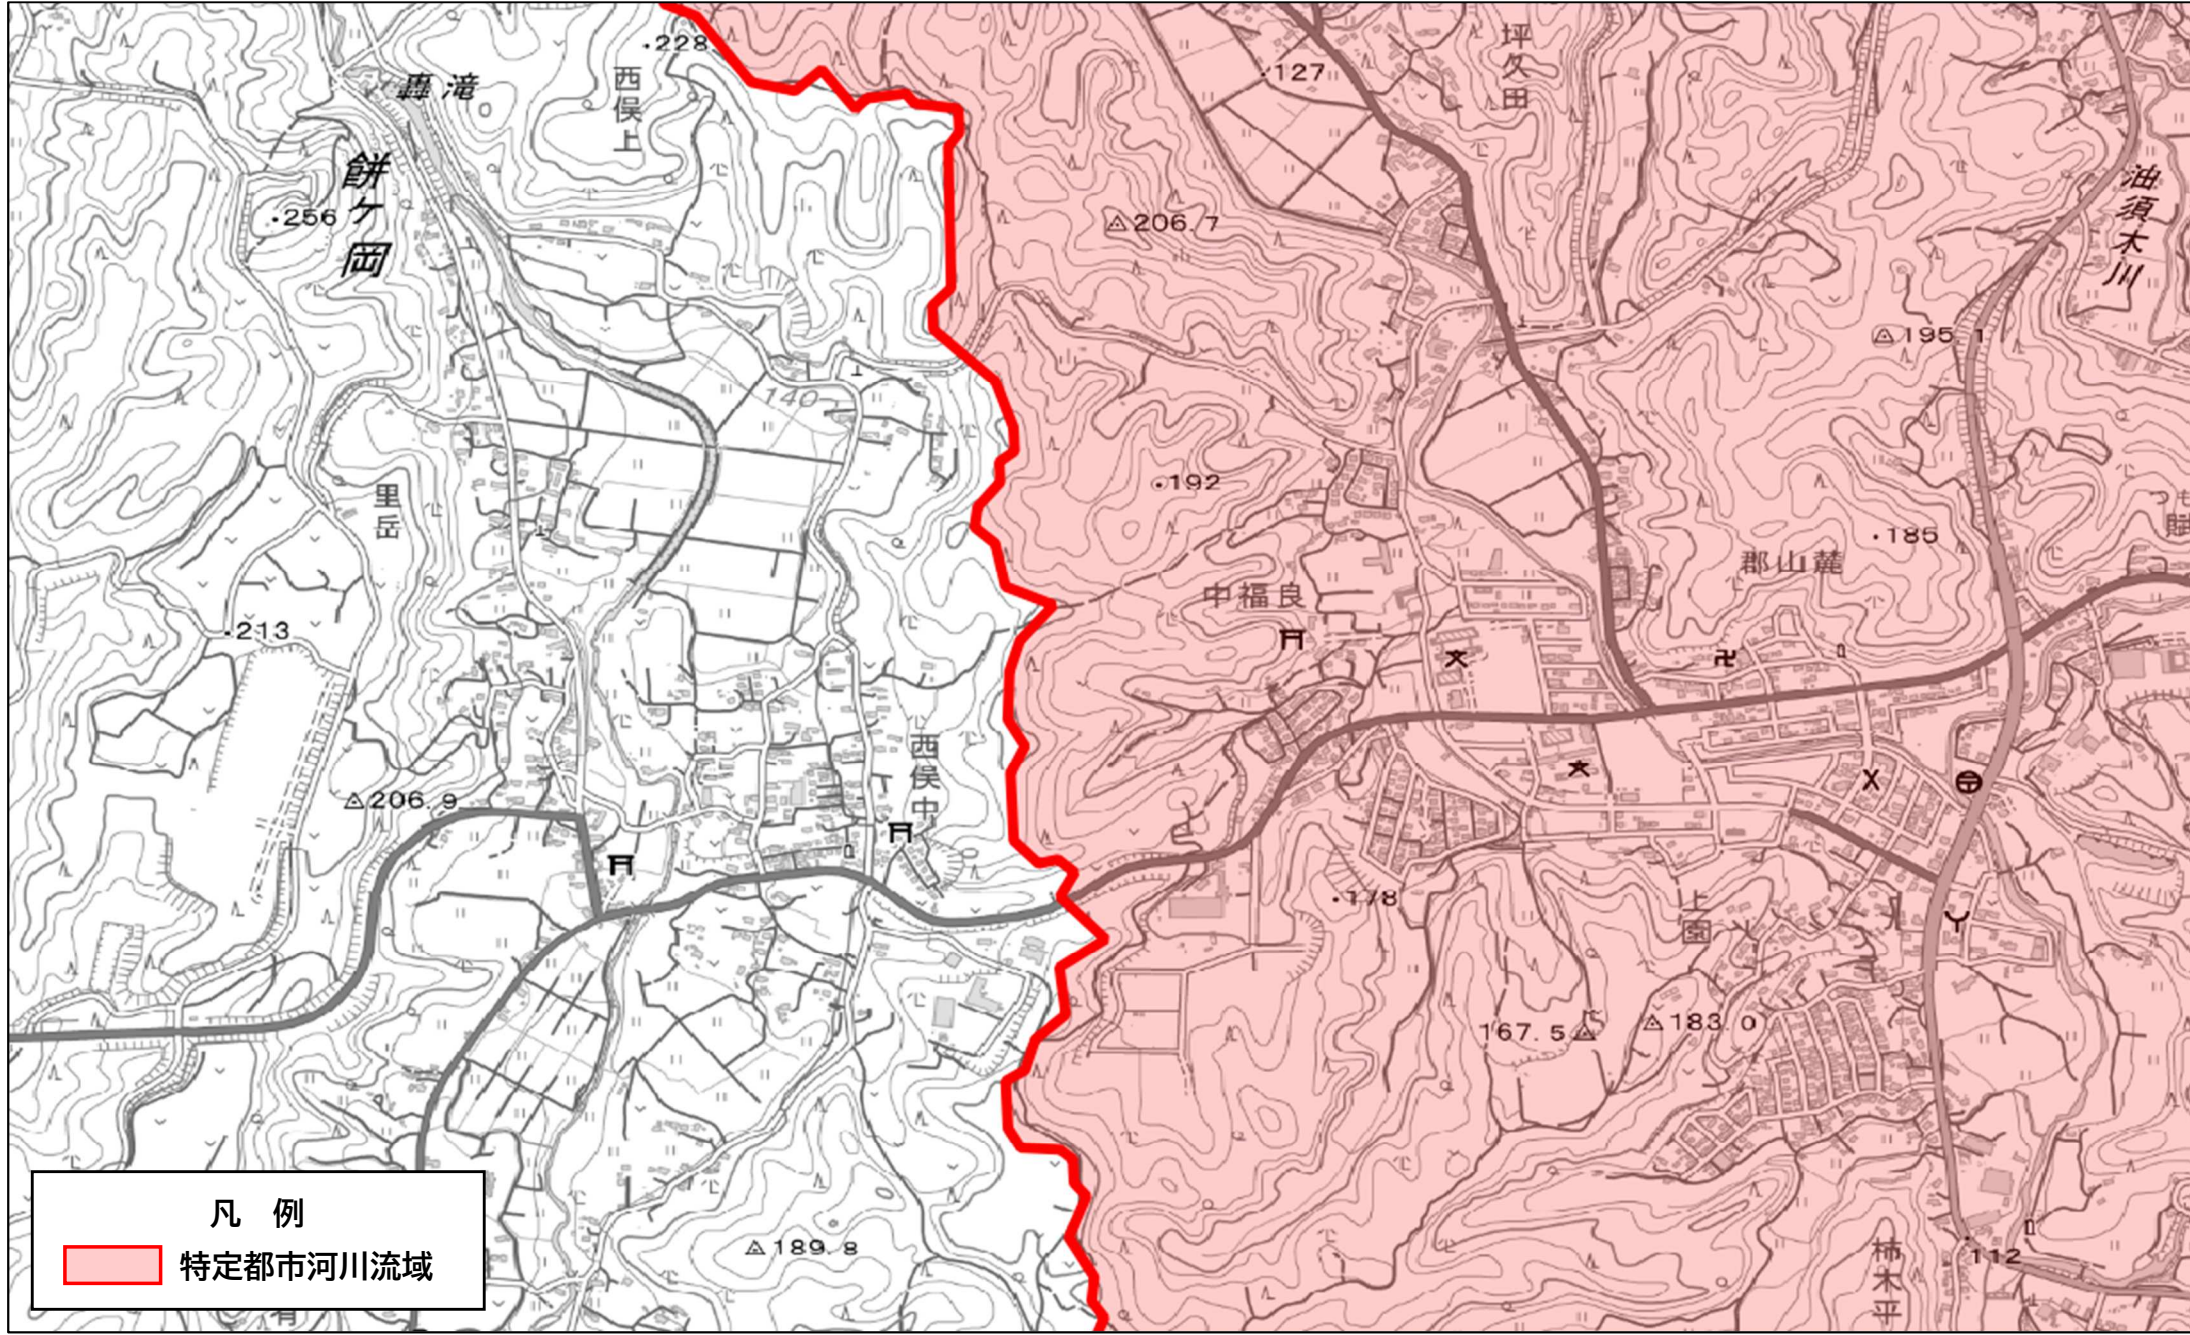 228
轟滝
西俣上
127
坪久田
餅ケ岡
256
206.7
油須木川
195.1
140
192
里岳
185
郡山麓
中福良
213
206.9
西俣中
178
上園
167.5
183.0
189.8
112
柿木平
凡 例
特定都市河川流域